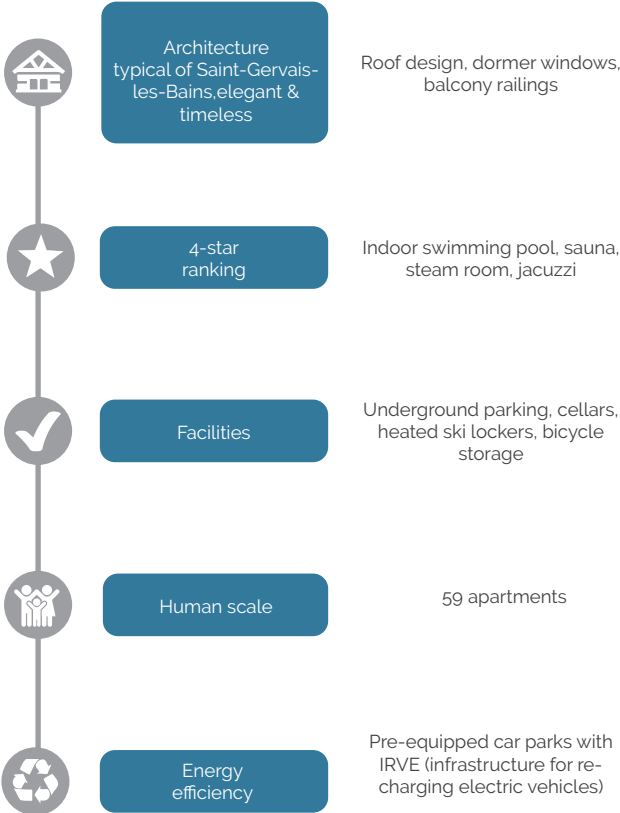 Architecture
typical of Saint-Gervais-
les-Bains,elegant &
timeless
Roof design, dormer windows,
balcony railings
4-star
ranking
Indoor swimming pool, sauna,
steam room, jacuzzi
Facilities
Underground parking, cellars,
heated ski lockers, bicycle
storage
Human scale
59 apartments
Energy
efficiency
Pre-equipped car parks with
IRVE (infrastructure for re-
charging electric vehicles)